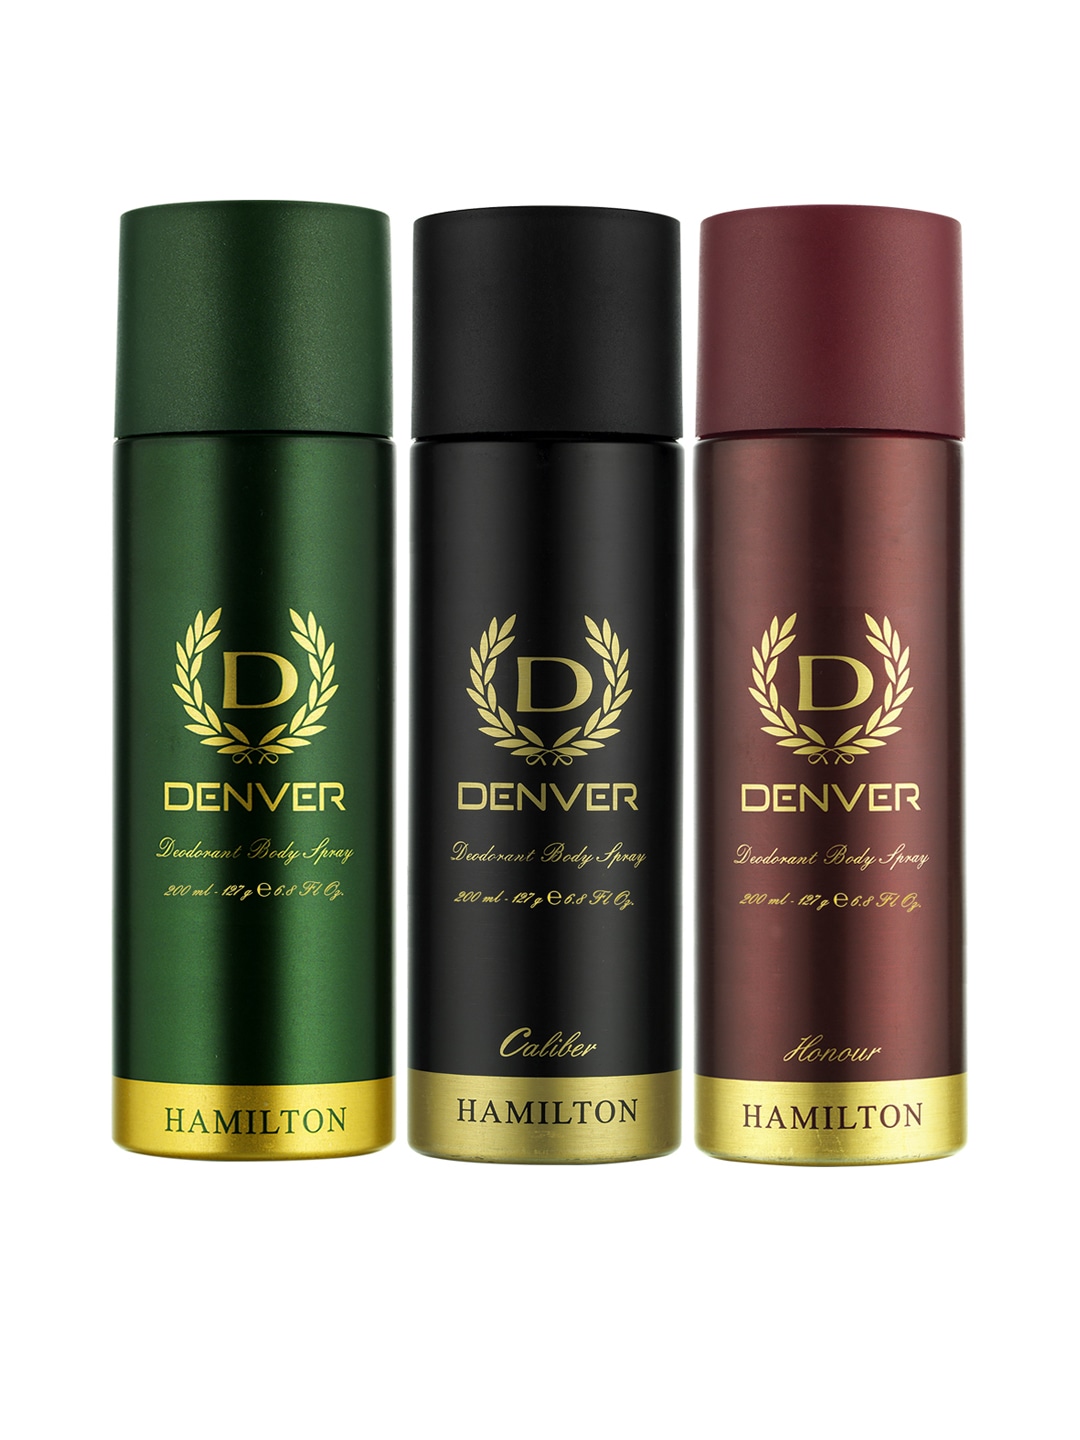 D
DENVER
Deodorant Body Spray
200 ml - 127 g ℮ 6.8 Fl Oz.
HAMILTON
D
DENVER
Deodorant Body Spray
200 ml - 127 g ℮ 6.8 Fl Oz.
Caliber
HAMILTON
D
DENVER
Deodorant Body Spray
200 ml - 127 g ℮ 6.8 Fl Oz.
Honour
HAMILTON